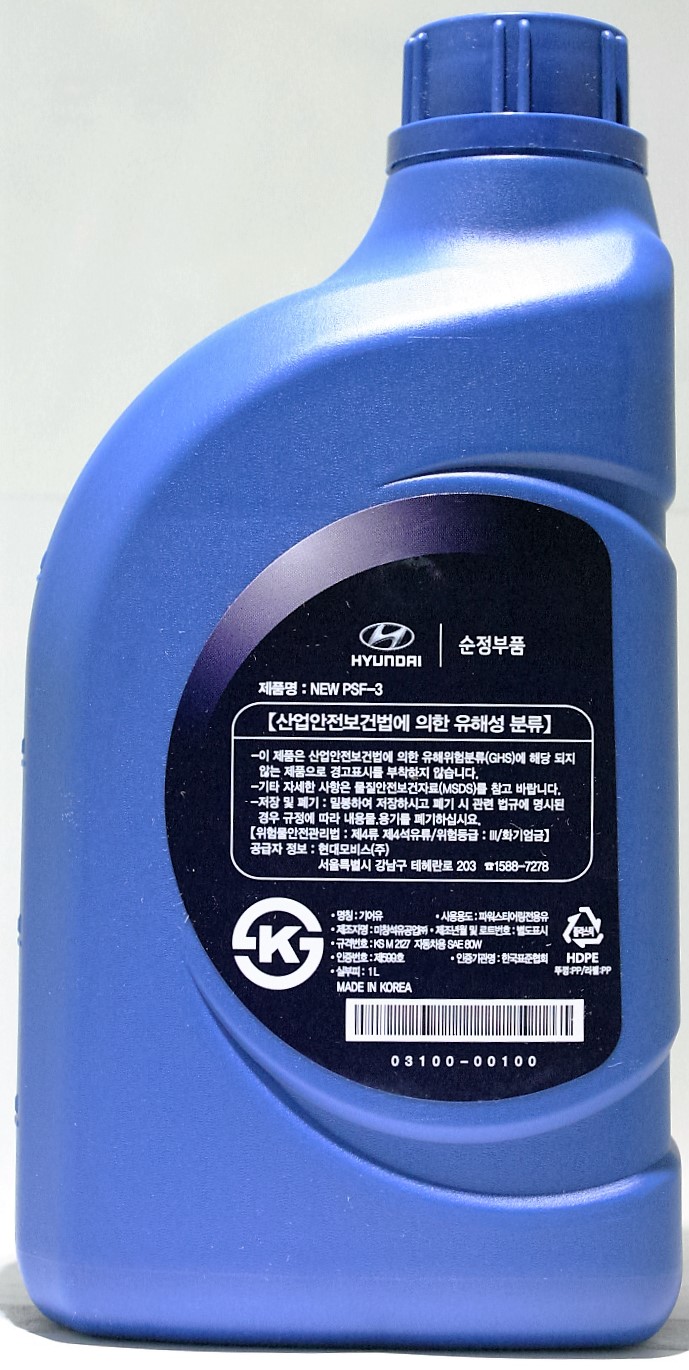 HYUNDAI
순정부품
제품명 : NEW PSF-3
【산업안전보건법에 의한 유해성 분류】
-이 제품은 산업안전보건법에 의한 유해위험분류(GHS)에 해당 되지
않는 제품으로 경고표시를 부착하지 않습니다.
-기타 자세한 사항은 물질안전보건자료(MSDS)를 참고 바랍니다.
-저장 및 폐기 : 밀봉하여 저장하시고 폐기 시 관련 법규에 명시된
경우 규정에 따라 내용물,용기를 폐기하십시요.
【위험물안전관리법 : 제4류 제4석유류/위험등급 : III/화기엄금】
공급자 정보 : 현대모비스(주)
서울특별시 강남구 테헤란로 203 ☎1588-7278
K
• 명칭 : 기어유 • 사용용도 : 파워스티어링전용유
• 제조자명 : 미창석유공업㈜ • 제조년월 및 로트번호 : 별도표시
• 규격번호 : KS M 2127 자동차용 SAE 80W
• 인증번호 : 제599호 • 인증기관명 : 한국표준협회
• 실부피 : 1 L
MADE IN KOREA
플라스틱
HDPE
뚜껑:PP/라벨:PP
03100-00100